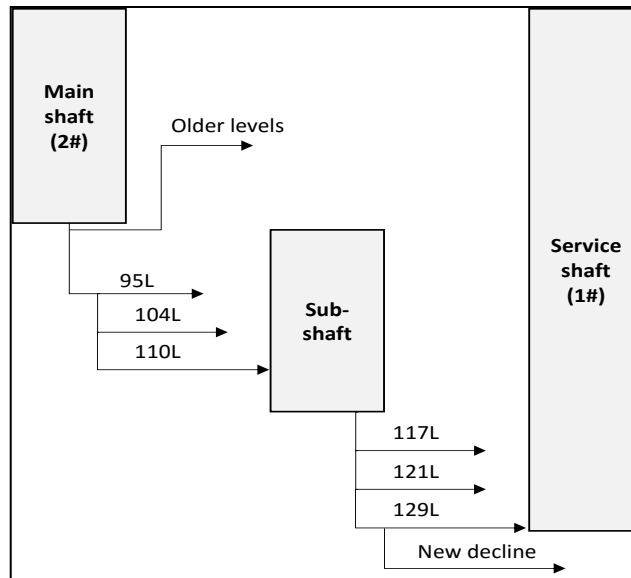 Main
shaft
(2#)
Older levels
Service
shaft
(1#)
95L
104L
110L
Sub-
shaft
117L
121L
129L
New decline